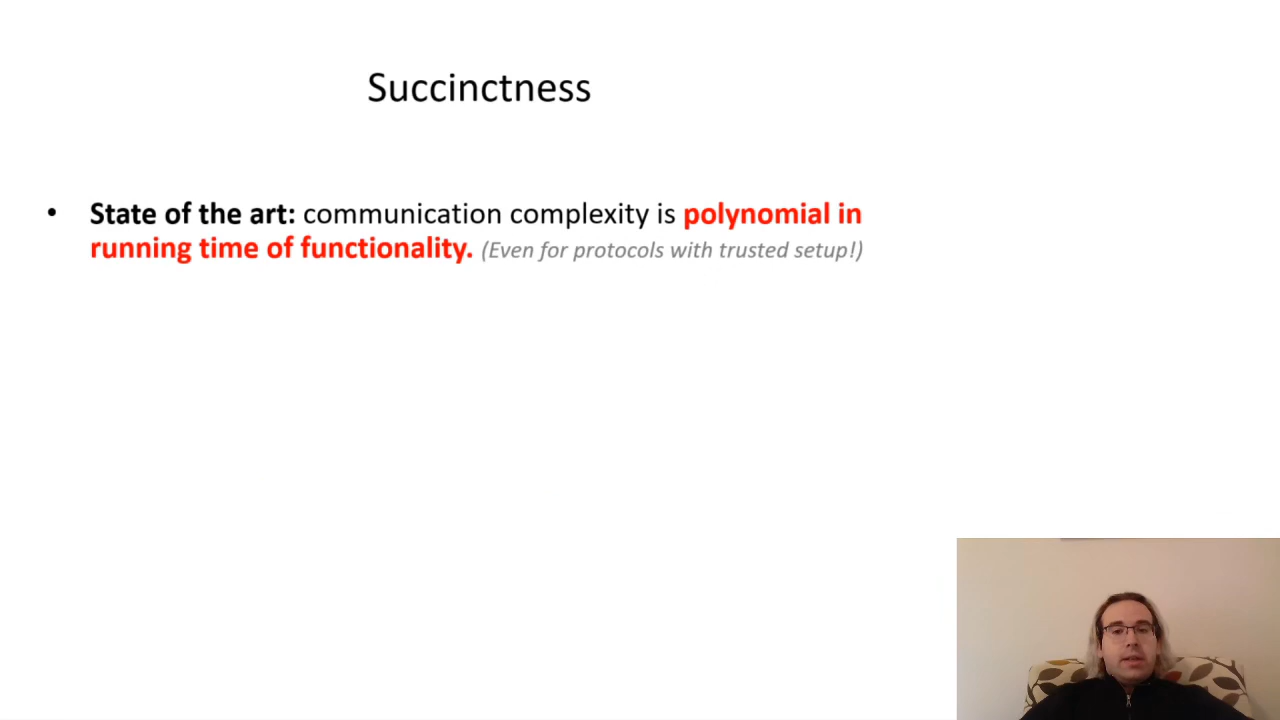 Succinctness
• State of the art: communication complexity is polynomial in
running time of functionality. (Even for protocols with trusted setup!)